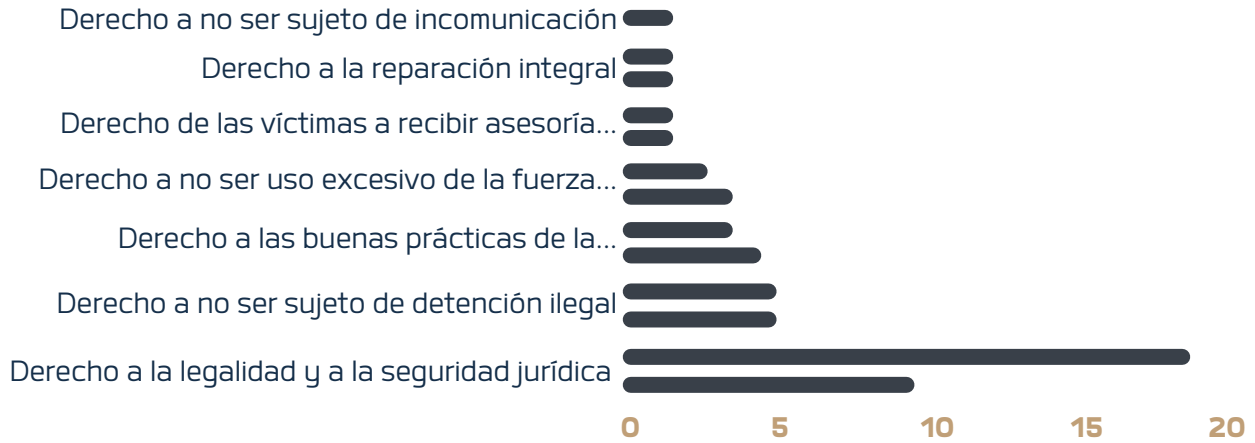 Derecho a no ser sujeto de incomunicación
Derecho a la reparación integral
Derecho de las víctimas a recibir asesoría...
Derecho a no ser uso excesivo de la fuerza...
Derecho a las buenas prácticas de la...
Derecho a no ser sujeto de detención ilegal
Derecho a la legalidad y a la seguridad jurídica
0 5 10 15 20